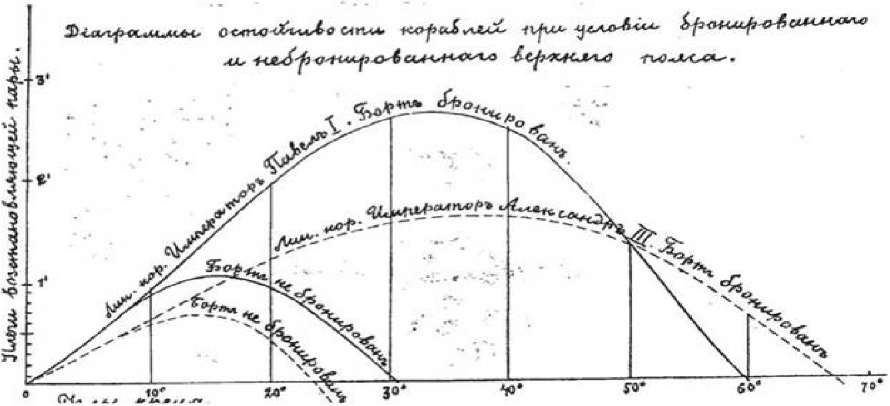 Діаграммы остойчивости кораблей при условіи бронированнаго
и небронированнаго верхняго пояса.
Плечи возстановляющей пары.
3'
2'
1'
Лин. кор. Императоръ Павелъ I. Бортъ бронированъ.
Лин. кор. Императоръ Александръ III. Бортъ бронированъ
Бортъ не бронированъ
Бортъ не бронированъ
0
10°
20°
30°
40°
50°
60°
70°